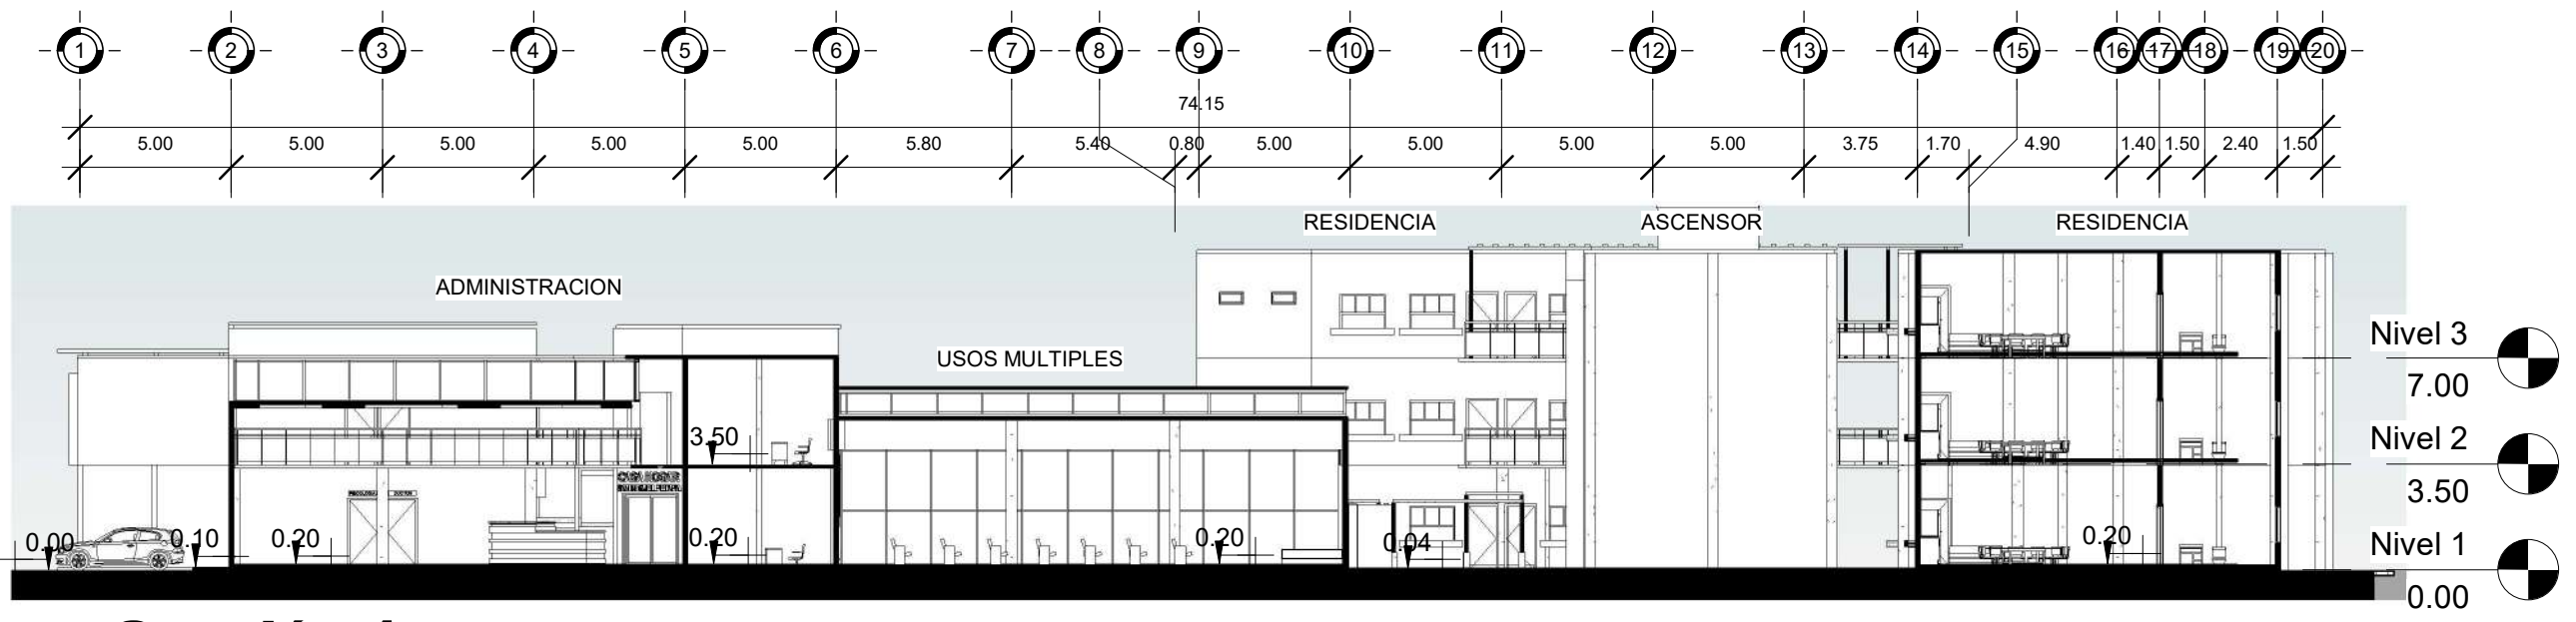 1 2 3 4 5 6 7 8 9 10 11 12 13 14 15 16 17 18 19 20
74.15
5.00 5.00 5.00 5.00 5.00 5.80 5.40 0.80 5.00 5.00 5.00 5.00 3.75 1.70 4.90 1.40 1.50 2.40 1.50
RESIDENCIA ASCENSOR RESIDENCIA
ADMINISTRACION
USOS MULTIPLES
Nivel 3
7.00
3.50
Nivel 2
3.50
0.00 0.10 0.20 0.20 0.20 0.04 0.20
Nivel 1
0.00